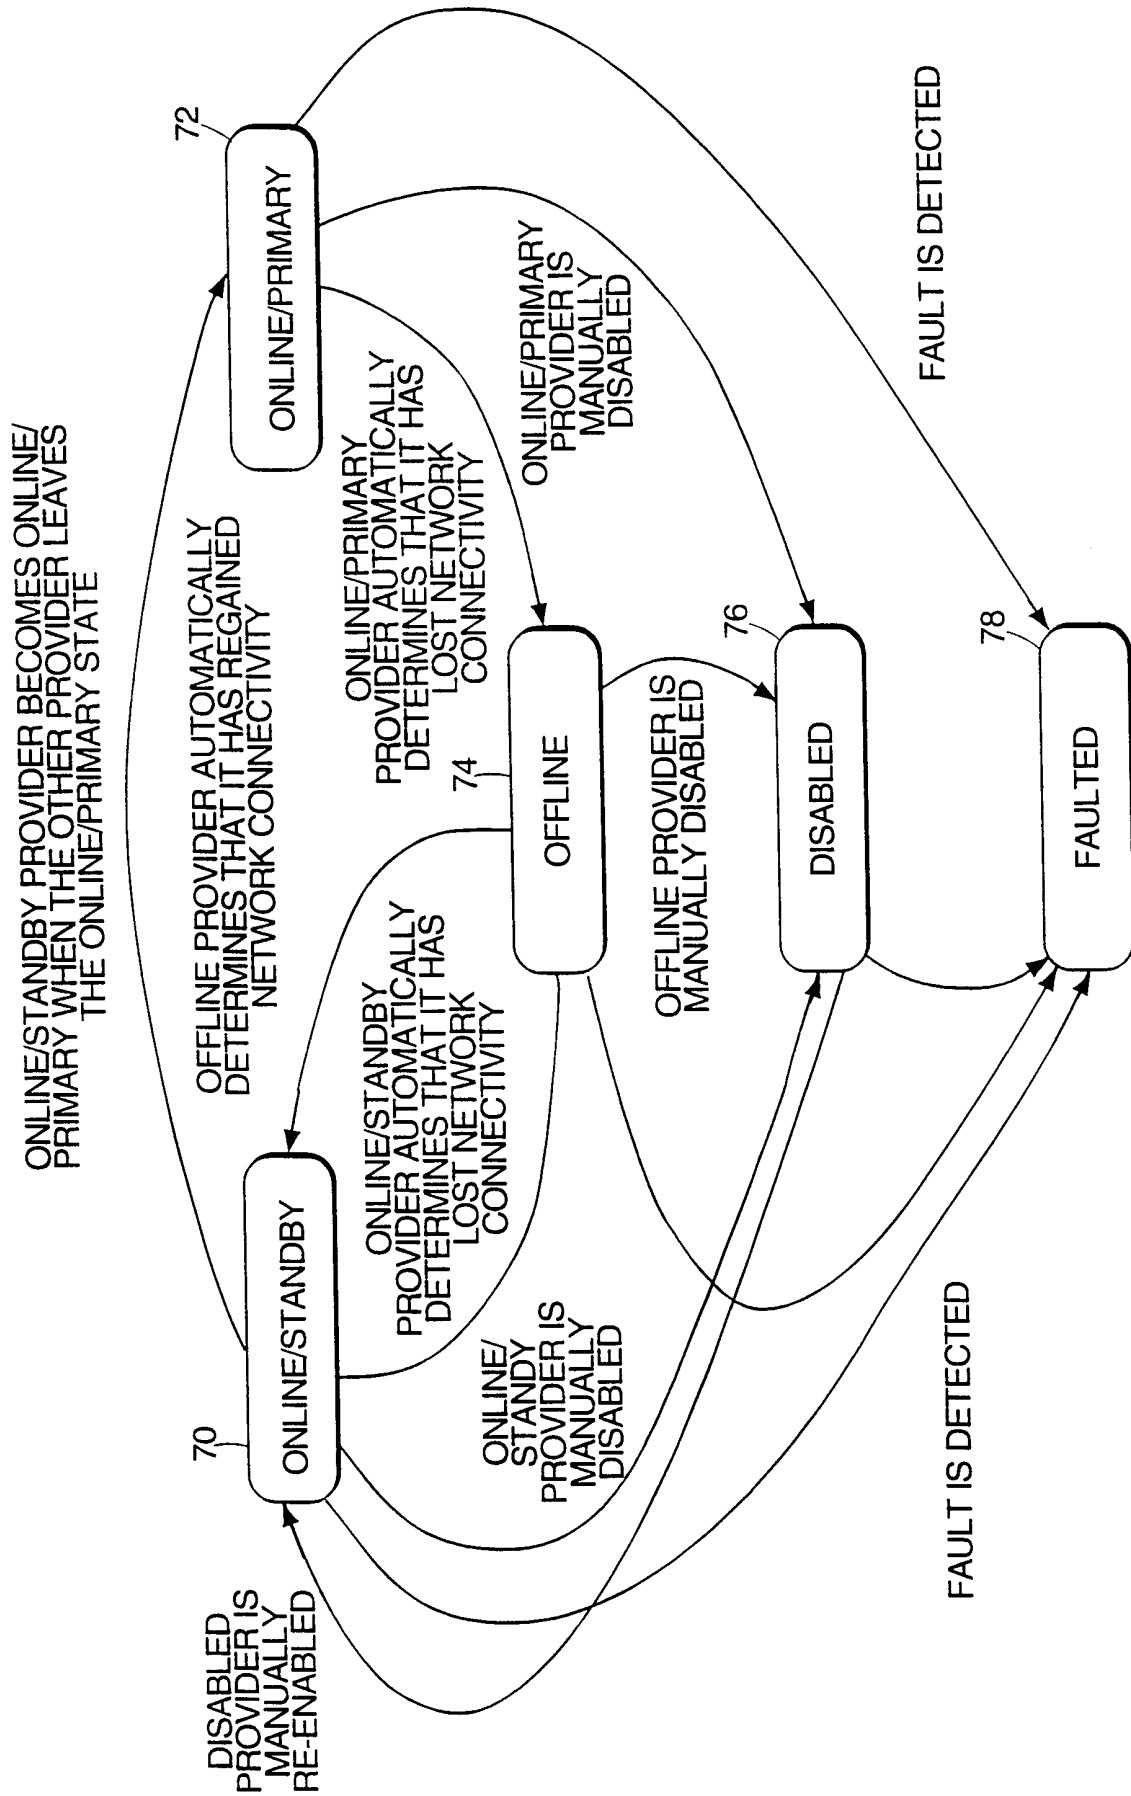 ONLINE/STANDBY PROVIDER BECOMES ONLINE/
PRIMARY WHEN THE OTHER PROVIDER LEAVES
THE ONLINE/PRIMARY STATE
DISABLED
PROVIDER IS
MANUALLY
RE-ENABLED
70
ONLINE/STANDBY
OFFLINE PROVIDER AUTOMATICALLY
DETERMINES THAT IT HAS REGAINED
NETWORK CONNECTIVITY
72
ONLINE/PRIMARY
ONLINE/STANDBY
PROVIDER AUTOMATICALLY
DETERMINES THAT IT HAS
LOST NETWORK
CONNECTIVITY
ONLINE/PRIMARY
PROVIDER AUTOMATICALLY
DETERMINES THAT IT HAS
LOST NETWORK
CONNECTIVITY
74
OFFLINE
ONLINE/
STANDY
PROVIDER IS
MANUALLY
DISABLED
ONLINE/PRIMARY
PROVIDER IS
MANUALLY
DISABLED
OFFLINE PROVIDER IS
MANUALLY DISABLED
76
DISABLED
FAULT IS DETECTED
FAULT IS DETECTED
78
FAULTED